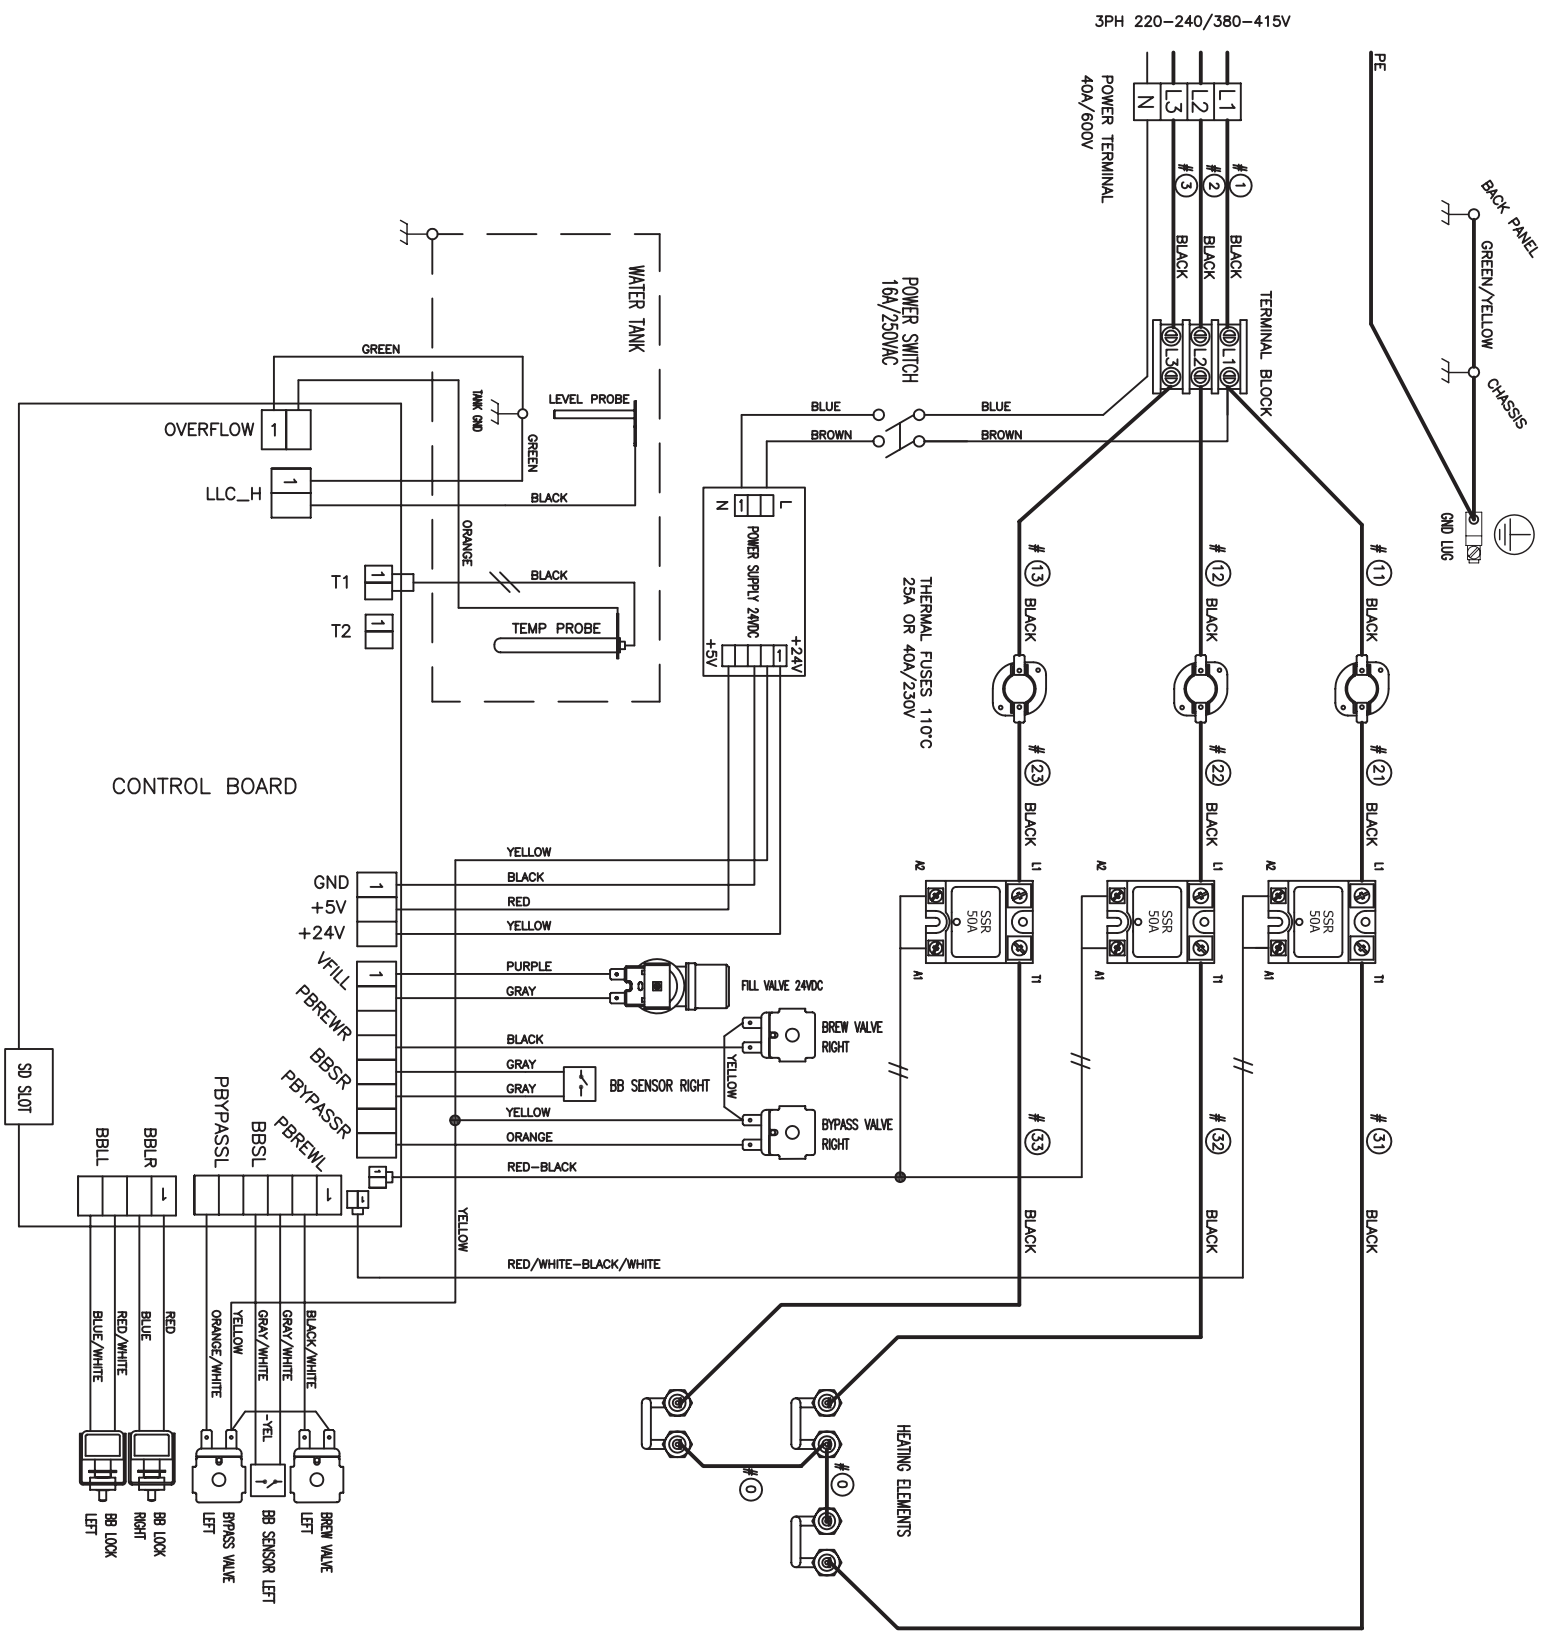 3PH 220-240/380-415V
PE
L1
L2
L3
N
POWER TERMINAL
40A/600V
BACK PANEL
GREEN/YELLOW
CHASSIS
GND LUG
# 1
# 2
# 3
BLACK
BLACK
BLACK
TERMINAL BLOCK
L1
L2
L3
POWER SWITCH
16A/250VAC
BLUE
BLUE
BROWN
BROWN
WATER TANK
GREEN
TANK GND
LEVEL PROBE
GREEN
BLACK
ORANGE
BLACK
TEMP PROBE
OVERFLOW
1
LLC_H
1
T1
1
T2
1
N
1
L
POWER SUPPLY 24VDC
+5V
1
+24V
THERMAL FUSES 110°C
25A OR 40A/230V
# 13
BLACK
# 12
BLACK
# 11
BLACK
# 23
BLACK
# 22
BLACK
# 21
BLACK
CONTROL BOARD
A2
L1
SSR
50A
A1
T1
A2
L1
SSR
50A
A1
T1
A2
L1
SSR
50A
A1
T1
YELLOW
BLACK
RED
YELLOW
GND
1
+5V
+24V
VFILL
1
PBREWR
BBSR
PBYPASSR
PURPLE
GRAY
FILL VALVE 24VDC
BLACK
BREW VALVE
RIGHT
GRAY
GRAY
BB SENSOR RIGHT
YELLOW
YELLOW
ORANGE
BYPASS VALVE
RIGHT
RED-BLACK
1
1
RED/WHITE-BLACK/WHITE
YELLOW
# 33
BLACK
# 32
BLACK
# 31
BLACK
SD SLOT
BBLL
BBLR
1
PBYPASSL
BBSL
PBREWL
1
BLUE/WHITE
RED/WHITE
BLUE
RED
ORANGE/WHITE
YELLOW
GRAY/WHITE
GRAY/WHITE
BLACK/WHITE
-YEL
BB LOCK
LEFT
BB LOCK
RIGHT
BYPASS VALVE
LEFT
BB SENSOR LEFT
BREW VALVE
LEFT
HEATING ELEMENTS
# 0
# 0